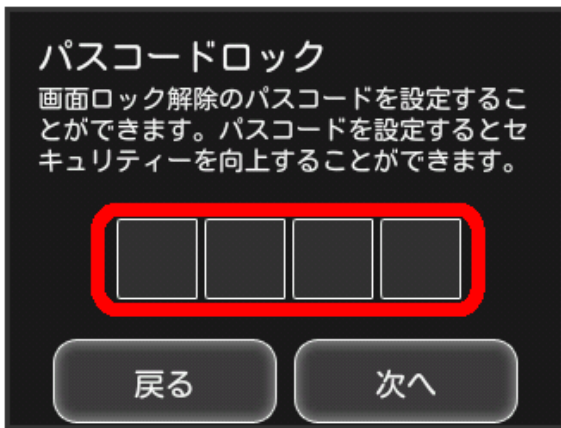 パスコードロック
画面ロック解除のパスコードを設定するこ
とができます。パスコードを設定するとセ
キュリティーを向上することができます。
戻る
次へ